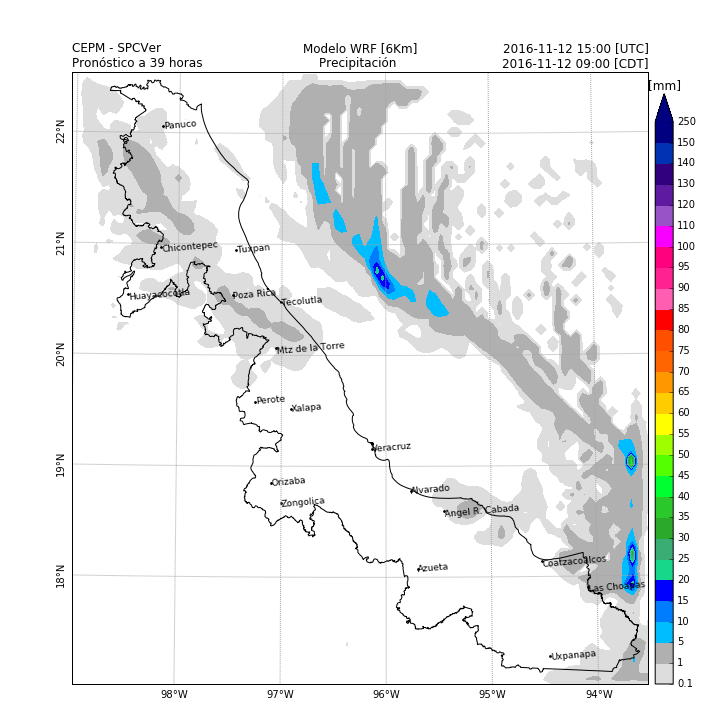 CEPM - SPCVer
Modelo WRF [6Km]
2016-11-12 15:00 [UTC]
Pronóstico a 39 horas
Precipitación
2016-11-12 09:00 [CDT]
[mm]
250
150
140
130
120
110
100
95
90
85
80
75
70
65
60
55
50
45
40
35
30
25
20
15
10
5
1
0.1
22°N
21°N
20°N
19°N
18°N
Panuco
Chicontepec
Tuxpan
Huayacocotla
Poza Rica
Tecolutla
Mtz de la Torre
Perote
Xalapa
Veracruz
Orizaba
Alvarado
Zongolica
Angel R. Cabada
Azueta
Coatzacoalcos
Las Choapas
Uxpanapa
98°W
97°W
96°W
95°W
94°W